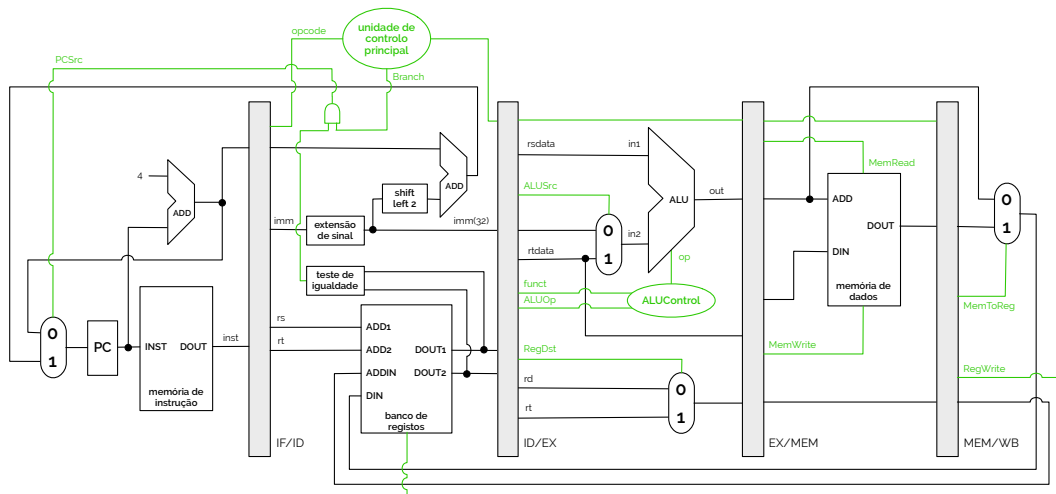 opcode
unidade de
controlo
principal
PCSrc
Branch
4
ADD
ADD
shift
left 2
imm
extensão
de sinal
imm(32)
teste de
igualdade
0
1
PC
INST
DOUT
memória de
instrução
inst
rs
rt
ADD1
ADD2
ADDIN
DIN
DOUT1
DOUT2
banco de
registos
IF/ID
rsdata
in1
ALUSrc
0
1
in2
rtdata
ALU
out
op
funct
ALUOp
ALUControl
RegDst
rd
rt
0
1
ID/EX
EX/MEM
MemRead
ADD
DOUT
DIN
memória de
dados
MemWrite
0
1
MemToReg
RegWrite
MEM/WB